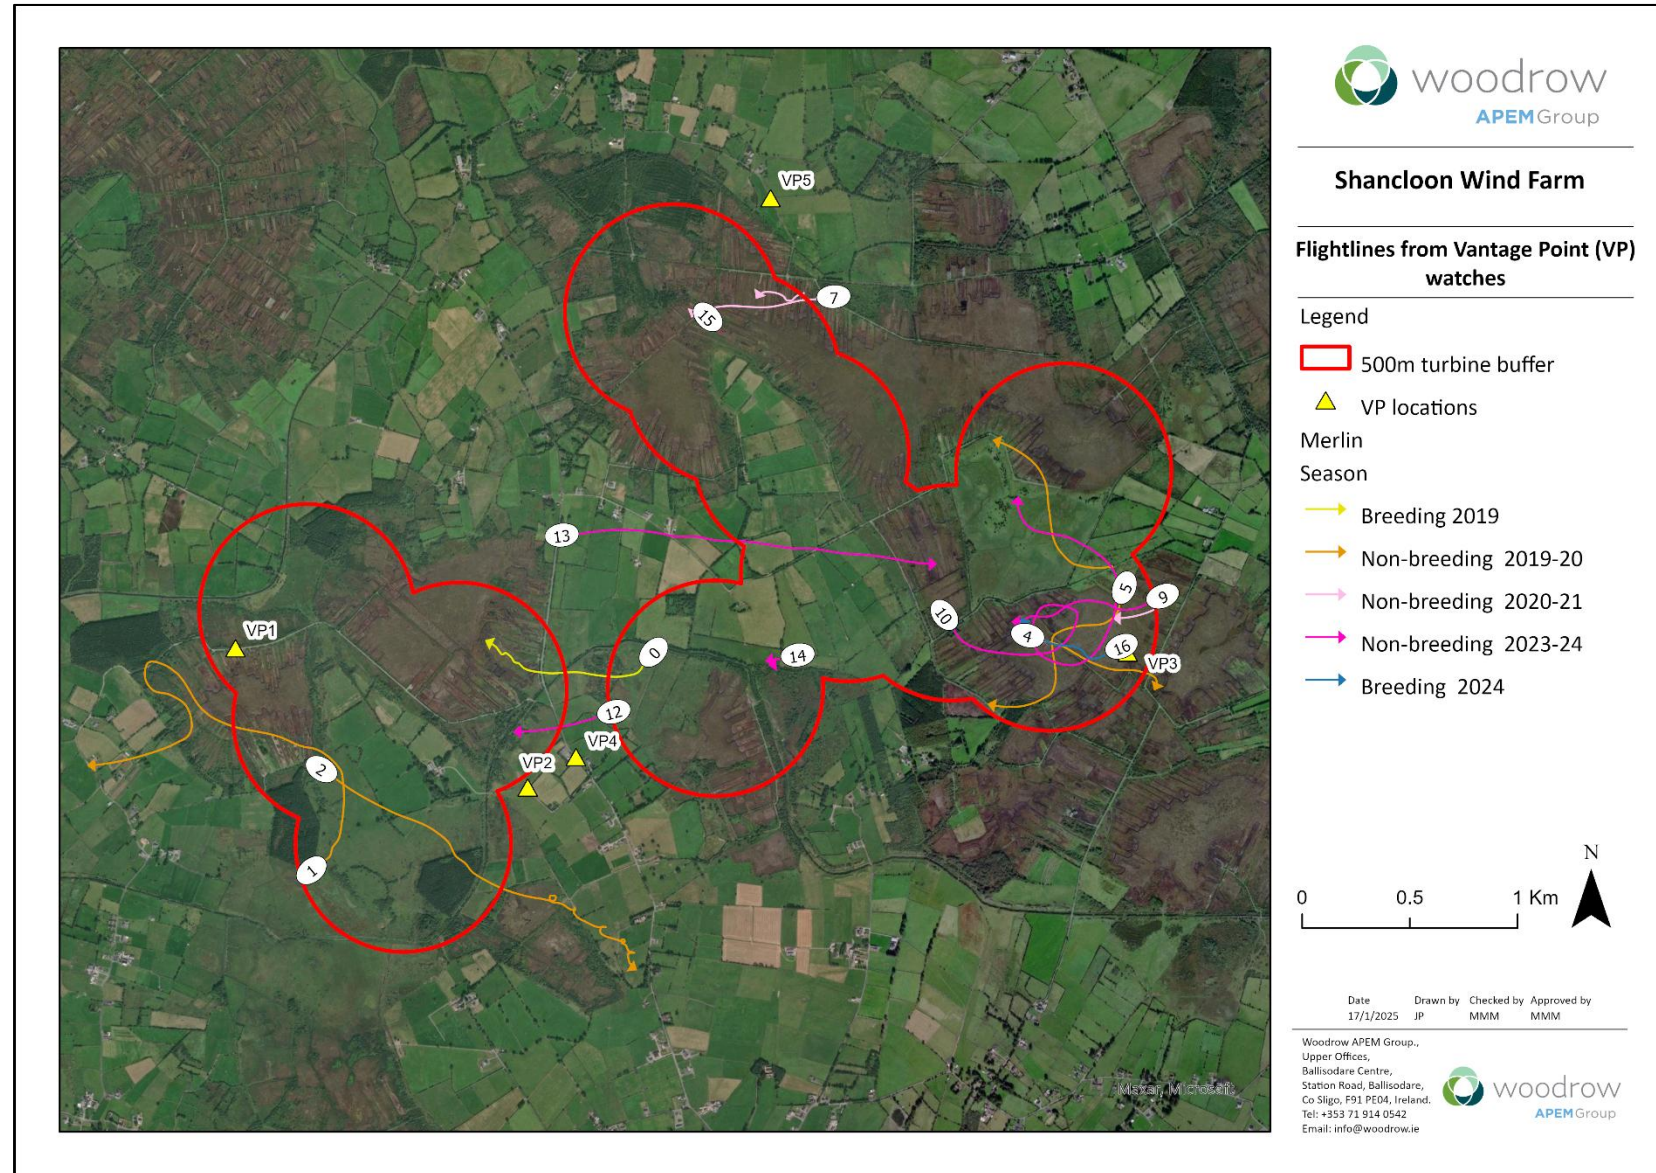 woodrow
APEMGroup
Shancloon Wind Farm
Flightlines from Vantage Point (VP)
watches
Legend
500m turbine buffer
VP locations
Merlin
Season
Breeding 2019
Non-breeding 2019-20
Non-breeding 2020-21
Non-breeding 2023-24
Breeding 2024
VP5
7
15
13
5
9
10
4
16
VP3
VP1
0
14
12
VP4
VP2
2
1
Maxar, Microsoft
N
0 0.5 1 Km
Date Drawn by Checked by Approved by
17/1/2025 JP MMM MMM
Woodrow APEM Group.,
Upper Offices,
Ballisodare Centre,
Station Road, Ballisodare,
Co Sligo, F91 PE04, Ireland.
Tel: +353 71 914 0542
Email: info@woodrow.ie
woodrow
APEMGroup